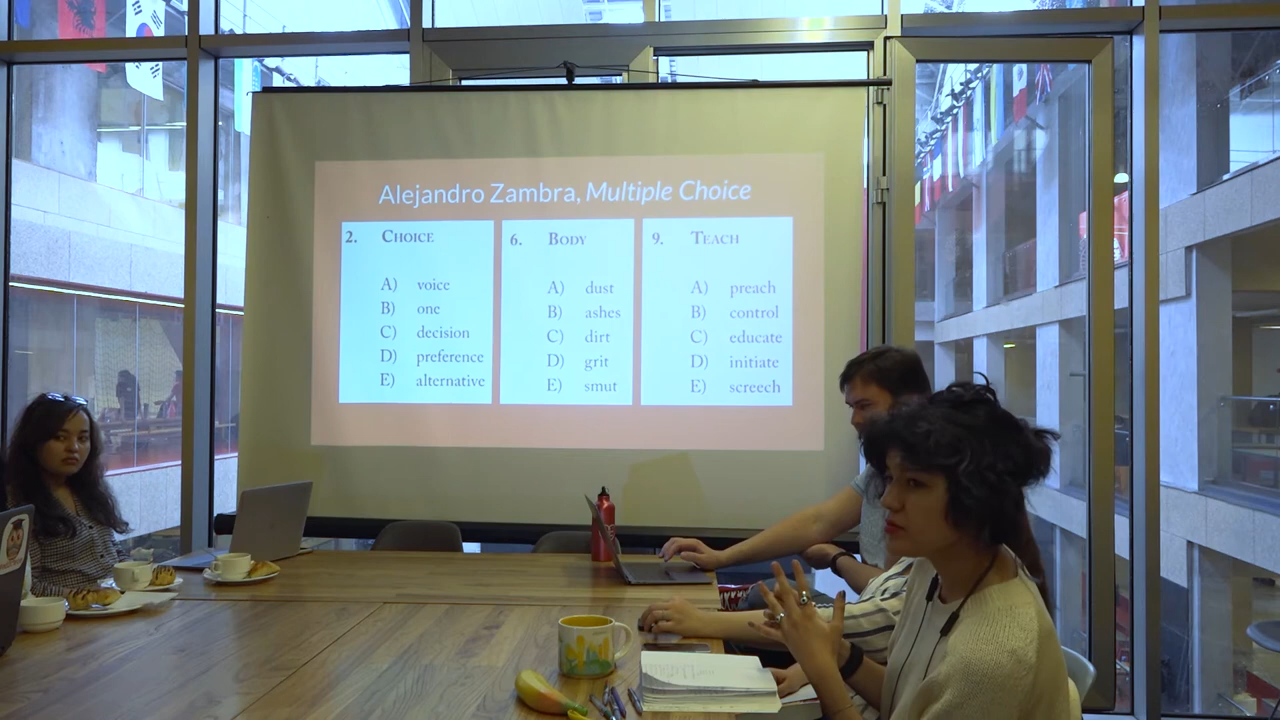 Alejandro Zambra, Multiple Choice
2. CHOICE
A) voice
B) one
C) decision
D) preference
E) alternative
6. BODY
A) dust
B) ashes
C) dirt
D) grit
E) smut
9. TEACH
A) preach
B) control
C) educate
D) initiate
E) screech